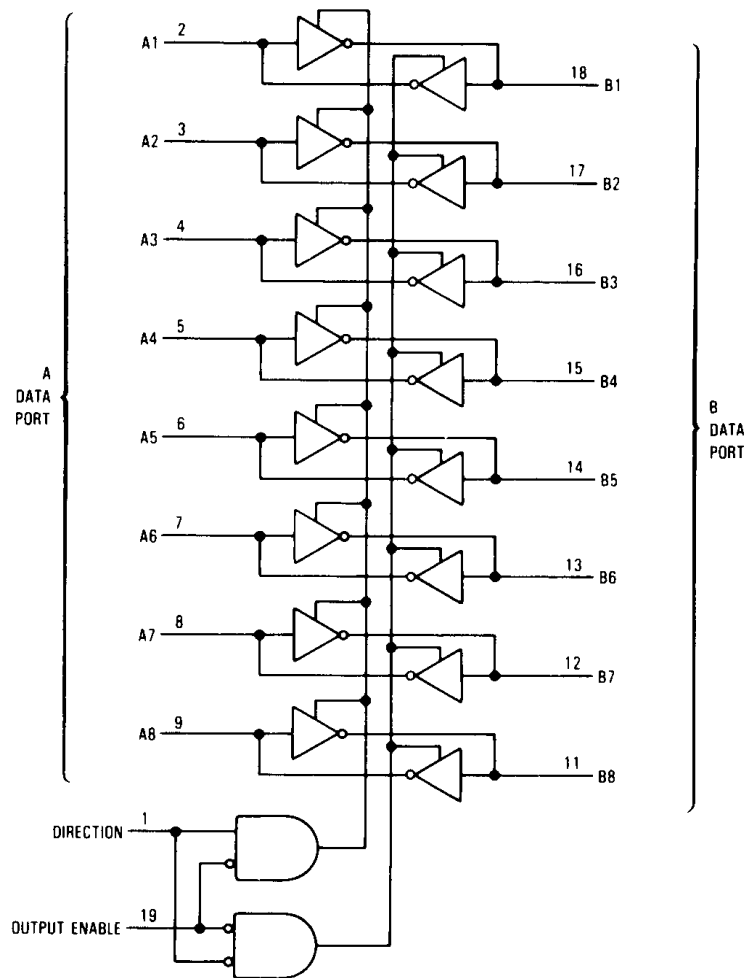 A1 2
18 B1
A2 3
17 B2
A3 4
16 B3
A4 5
15 B4
A
DATA
PORT
B
DATA
PORT
A5 6
14 B5
A6 7
13 B6
A7 8
12 B7
A8 9
11 B8
DIRECTION 1
OUTPUT ENABLE 19